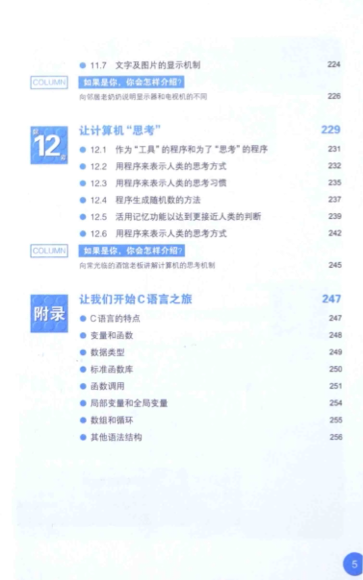 11.7 文字及图片的显示机制 224
COLUMN 如果是你，你会怎样介绍？
向邻居老奶奶说明显示器和电视机的不同 226
第12章 让计算机“思考” 229
12.1 作为“工具”的程序和为了“思考”的程序 231
12.2 用程序来表示人类的思考方式 232
12.3 用程序来表示人类的思考习惯 235
12.4 程序生成随机数的方法 237
12.5 活用记忆功能以达到更接近人类的判断 239
12.6 用程序来表示人类的思考方式 242
COLUMN 如果是你，你会怎样介绍？
向常光临的酒馆老板讲解计算机的思考机制 245
附录 让我们开始C语言之旅 247
C语言的特点 247
变量和函数 248
数据类型 249
标准函数库 250
函数调用 251
局部变量和全局变量 254
数组和循环 255
其他语法结构 256
5